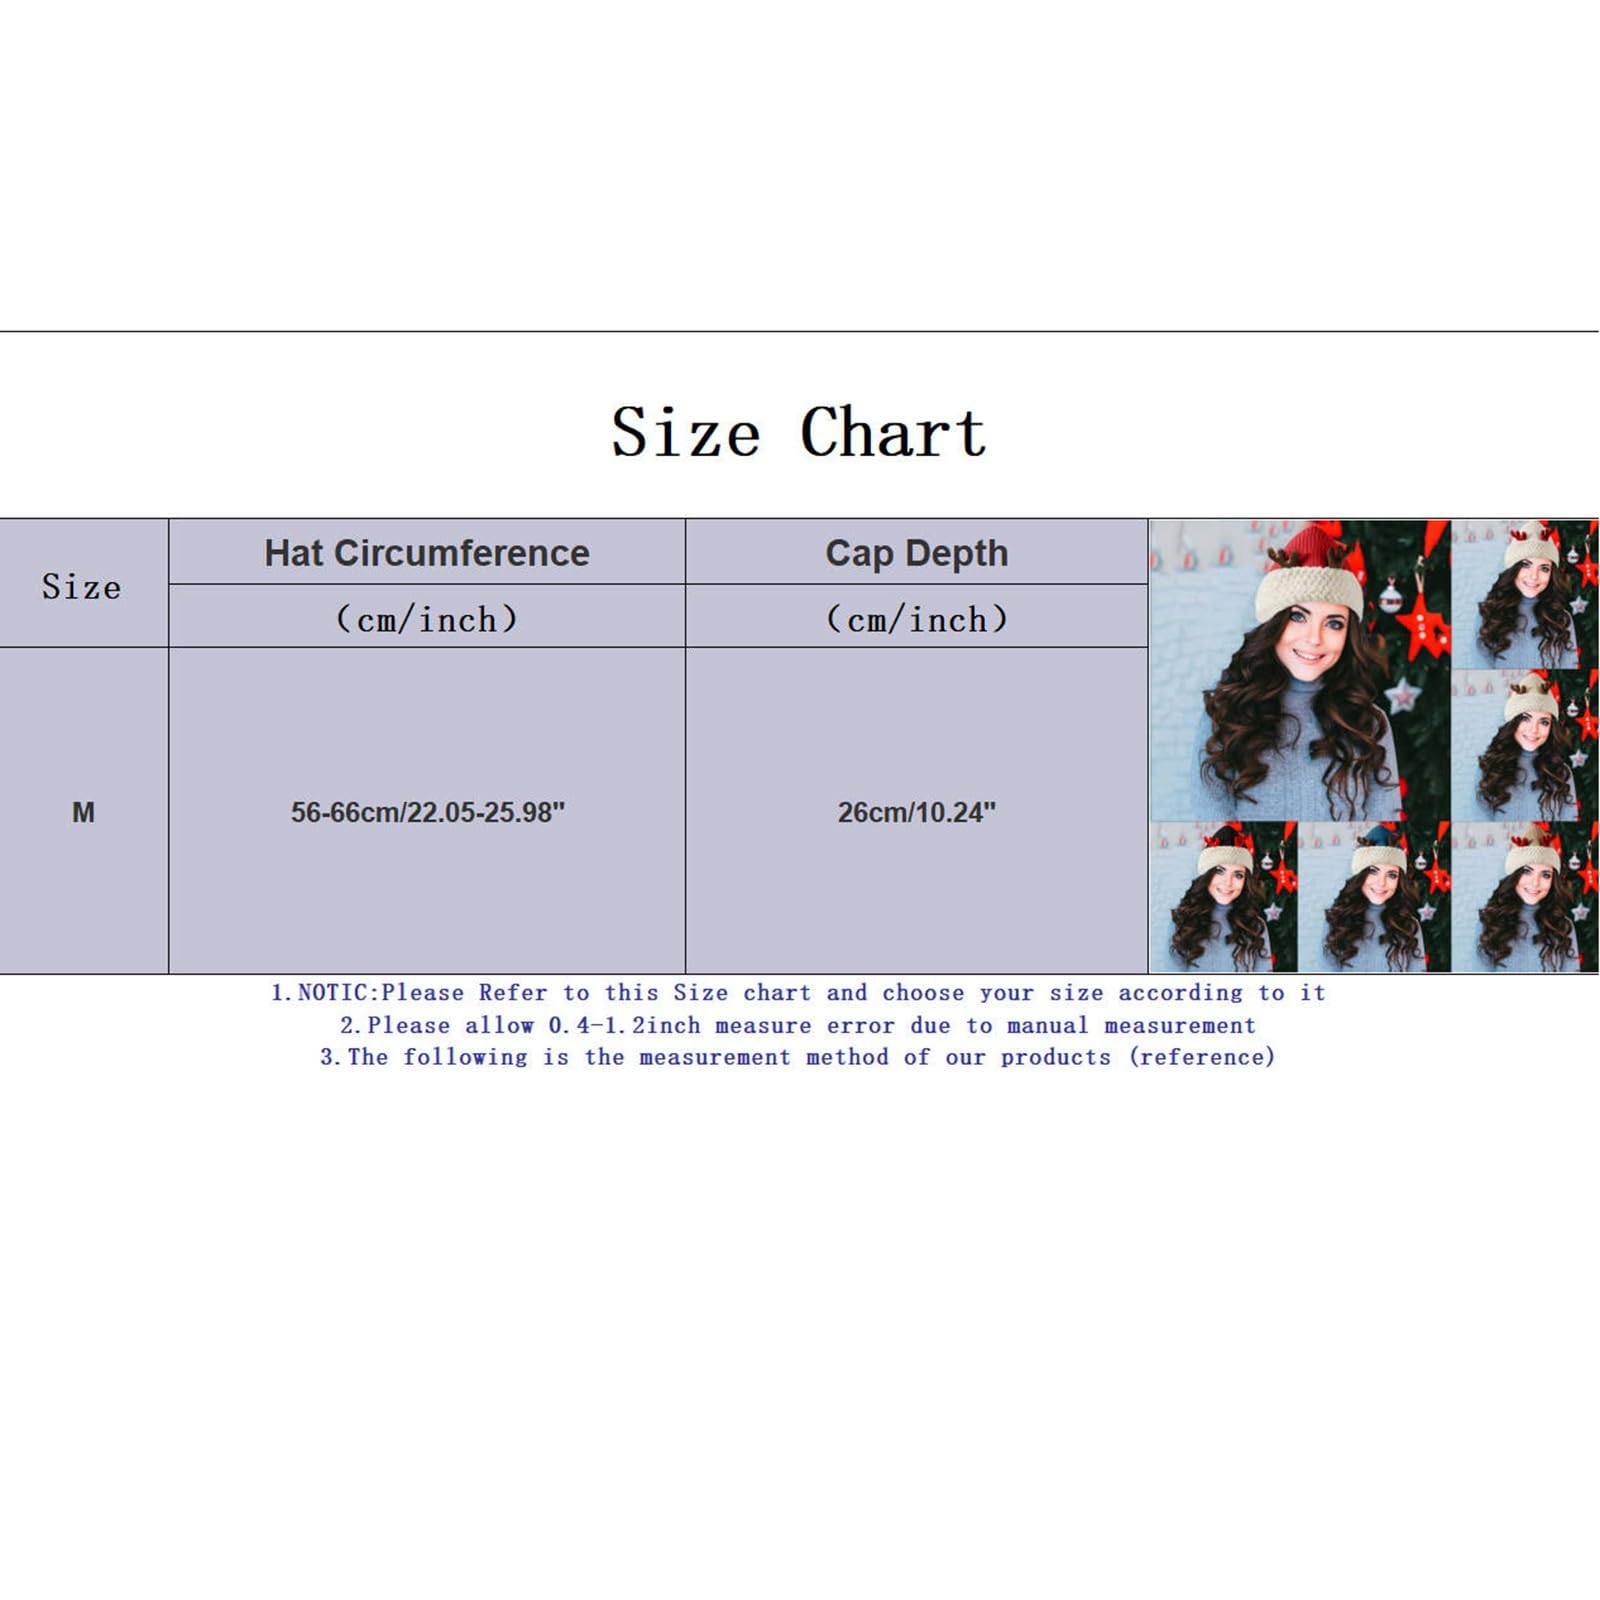 Size Chart
Size
Hat Circumference
Cap Depth
（cm/inch）
（cm/inch）
M
56-66cm/22.05-25.98"
26cm/10.24"
1.NOTIC:Please Refer to this Size chart and choose your size according to it
2.Please allow 0.4-1.2inch measure error due to manual measurement
3.The following is the measurement method of our products (reference)